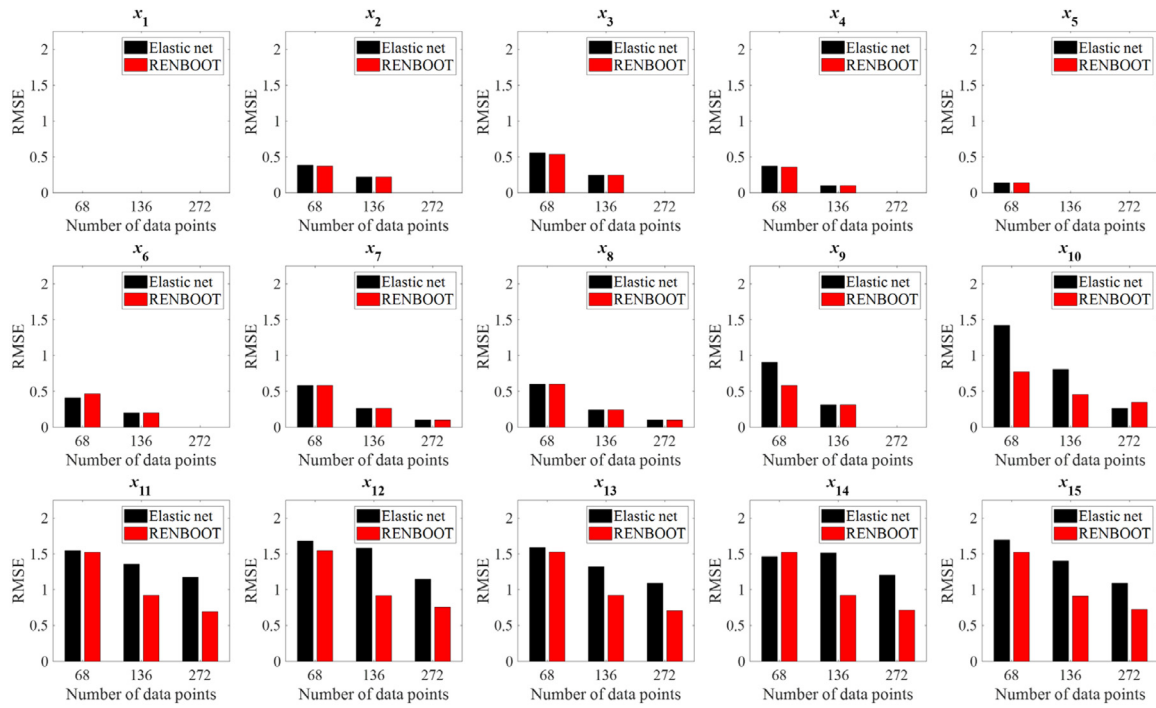 x1 x2 x3 x4 x5
2 Elastic net 2 Elastic net 2 Elastic net 2 Elastic net 2 Elastic net
1.5 RENBOOT 1.5 RENBOOT 1.5 RENBOOT 1.5 RENBOOT 1.5 RENBOOT
RMSE 1 RMSE 1 RMSE 1 RMSE 1 RMSE 1
0.5 0.5 0.5 0.5 0.5
0 0 0 0 0
68 136 272 68 136 272 68 136 272 68 136 272 68 136 272
Number of data points Number of data points Number of data points Number of data points Number of data points
x6 x7 x8 x9 x10
2 Elastic net 2 Elastic net 2 Elastic net 2 Elastic net 2 Elastic net
1.5 RENBOOT 1.5 RENBOOT 1.5 RENBOOT 1.5 RENBOOT 1.5 RENBOOT
RMSE 1 RMSE 1 RMSE 1 RMSE 1 RMSE 1
0.5 0.5 0.5 0.5 0.5
0 0 0 0 0
68 136 272 68 136 272 68 136 272 68 136 272 68 136 272
Number of data points Number of data points Number of data points Number of data points Number of data points
x11 x12 x13 x14 x15
2 Elastic net 2 Elastic net 2 Elastic net 2 Elastic net 2 Elastic net
1.5 RENBOOT 1.5 RENBOOT 1.5 RENBOOT 1.5 RENBOOT 1.5 RENBOOT
RMSE 1 RMSE 1 RMSE 1 RMSE 1 RMSE 1
0.5 0.5 0.5 0.5 0.5
0 0 0 0 0
68 136 272 68 136 272 68 136 272 68 136 272 68 136 272
Number of data points Number of data points Number of data points Number of data points Number of data points